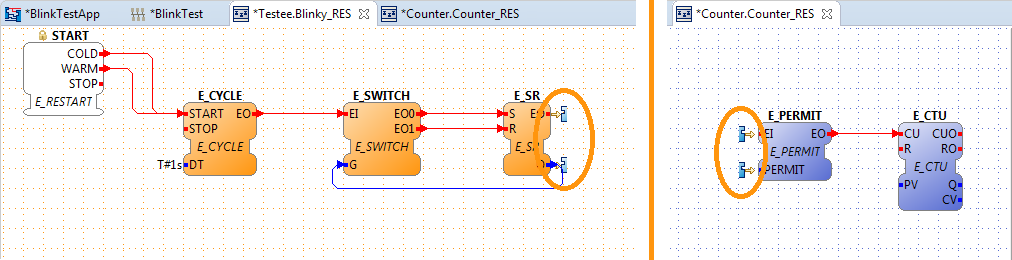 *BlinkTestApp
*BlinkTest
*Testee.Blinky_RES
*Counter.Counter_RES
START
COLD
WARM
STOP
E_RESTART
E_CYCLE
START EO
STOP
E_CYCLE
T#1s DT
E_SWITCH
EI EO0
EO1
E_SWITCH
G
E_SR
S EO
R
E_SR
Q
*Counter.Counter_RES
E_PERMIT
EI EO
E_PERMIT
PERMIT
E_CTU
CU CUO
R RO
E_CTU
PV Q
CV